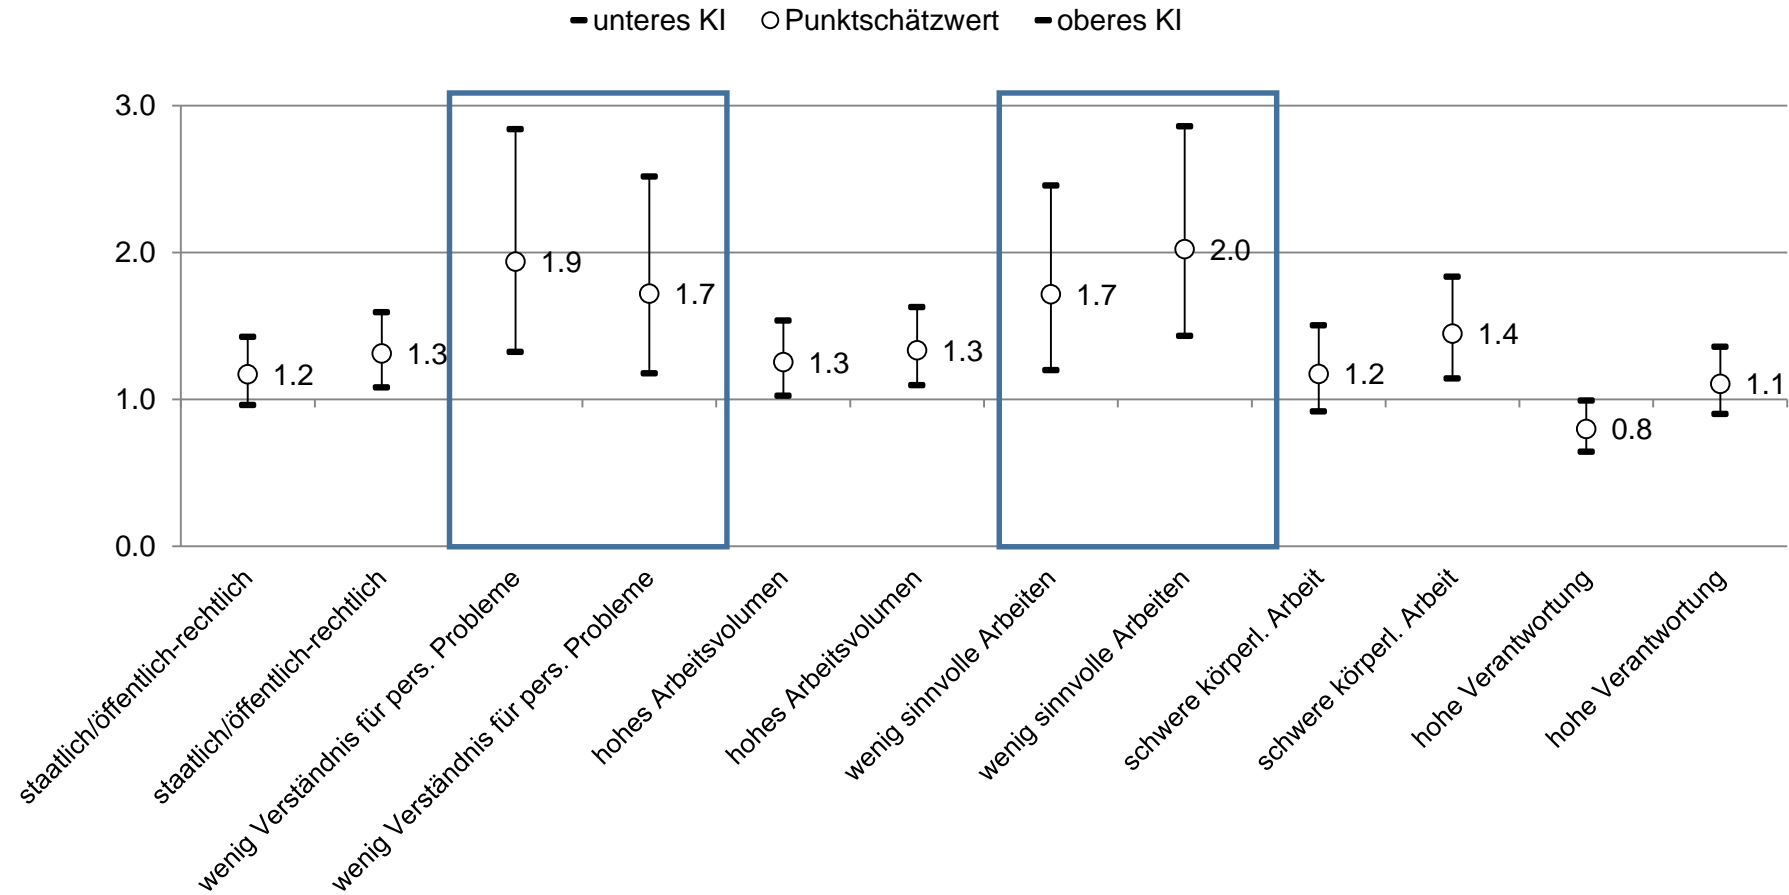 unteres KI Punktschätzwert oberes KI
3.0
2.0
1.0
0.0
1.2
1.3
1.9
1.7
1.3
1.3
1.7
2.0
1.2
1.4
0.8
1.1
staatlich/öffentlich-rechtlich
staatlich/öffentlich-rechtlich
wenig Verständnis für pers. Probleme
wenig Verständnis für pers. Probleme
hohes Arbeitsvolumen
hohes Arbeitsvolumen
wenig sinnvolle Arbeiten
wenig sinnvolle Arbeiten
schwere körperl. Arbeit
schwere körperl. Arbeit
hohe Verantwortung
hohe Verantwortung